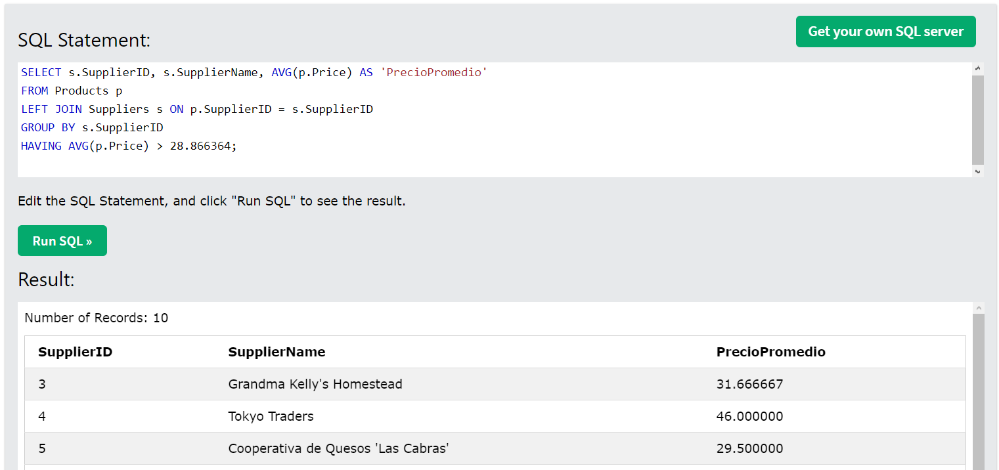 SQL Statement:
Get your own SQL server
SELECT s.SupplierID, s.SupplierName, AVG(p.Price) AS 'PrecioPromedio'
FROM Products p
LEFT JOIN Suppliers s ON p.SupplierID = s.SupplierID
GROUP BY s.SupplierID
HAVING AVG(p.Price) > 28.866364;
Edit the SQL Statement, and click "Run SQL" to see the result.
Run SQL »
Result:
Number of Records: 10
SupplierID SupplierName PrecioPromedio
3 Grandma Kelly's Homestead 31.666667
4 Tokyo Traders 46.000000
5 Cooperativa de Quesos 'Las Cabras' 29.500000